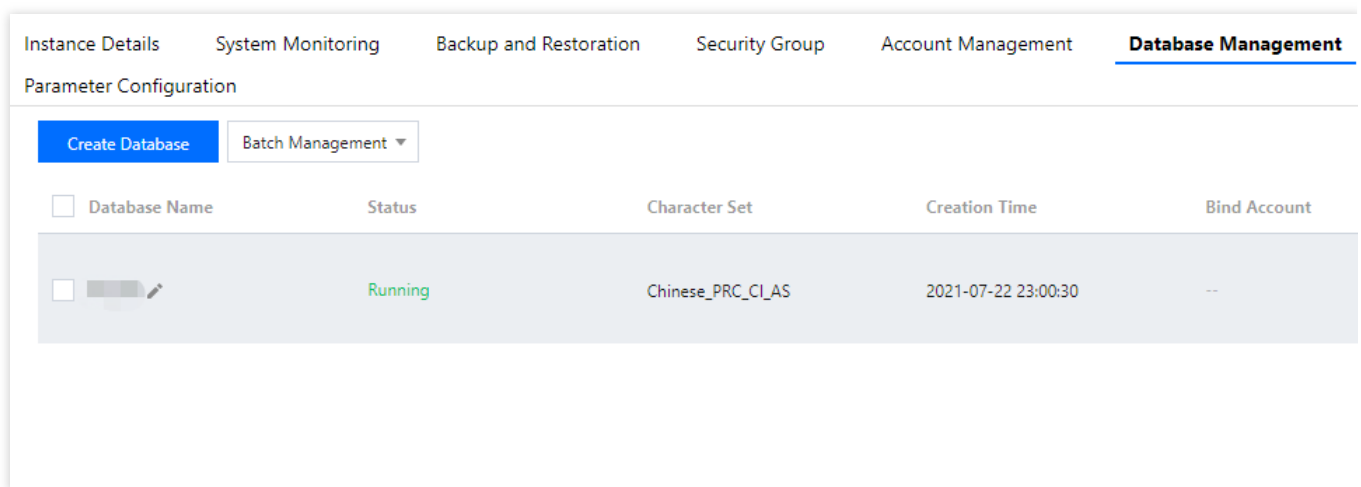 Instance Details System Monitoring Backup and Restoration Security Group Account Management Database Management
Parameter Configuration
Create Database Batch Management
Database Name Status Character Set Creation Time Bind Account
Running Chinese_PRC_CI_AS 2021-07-22 23:00:30 --